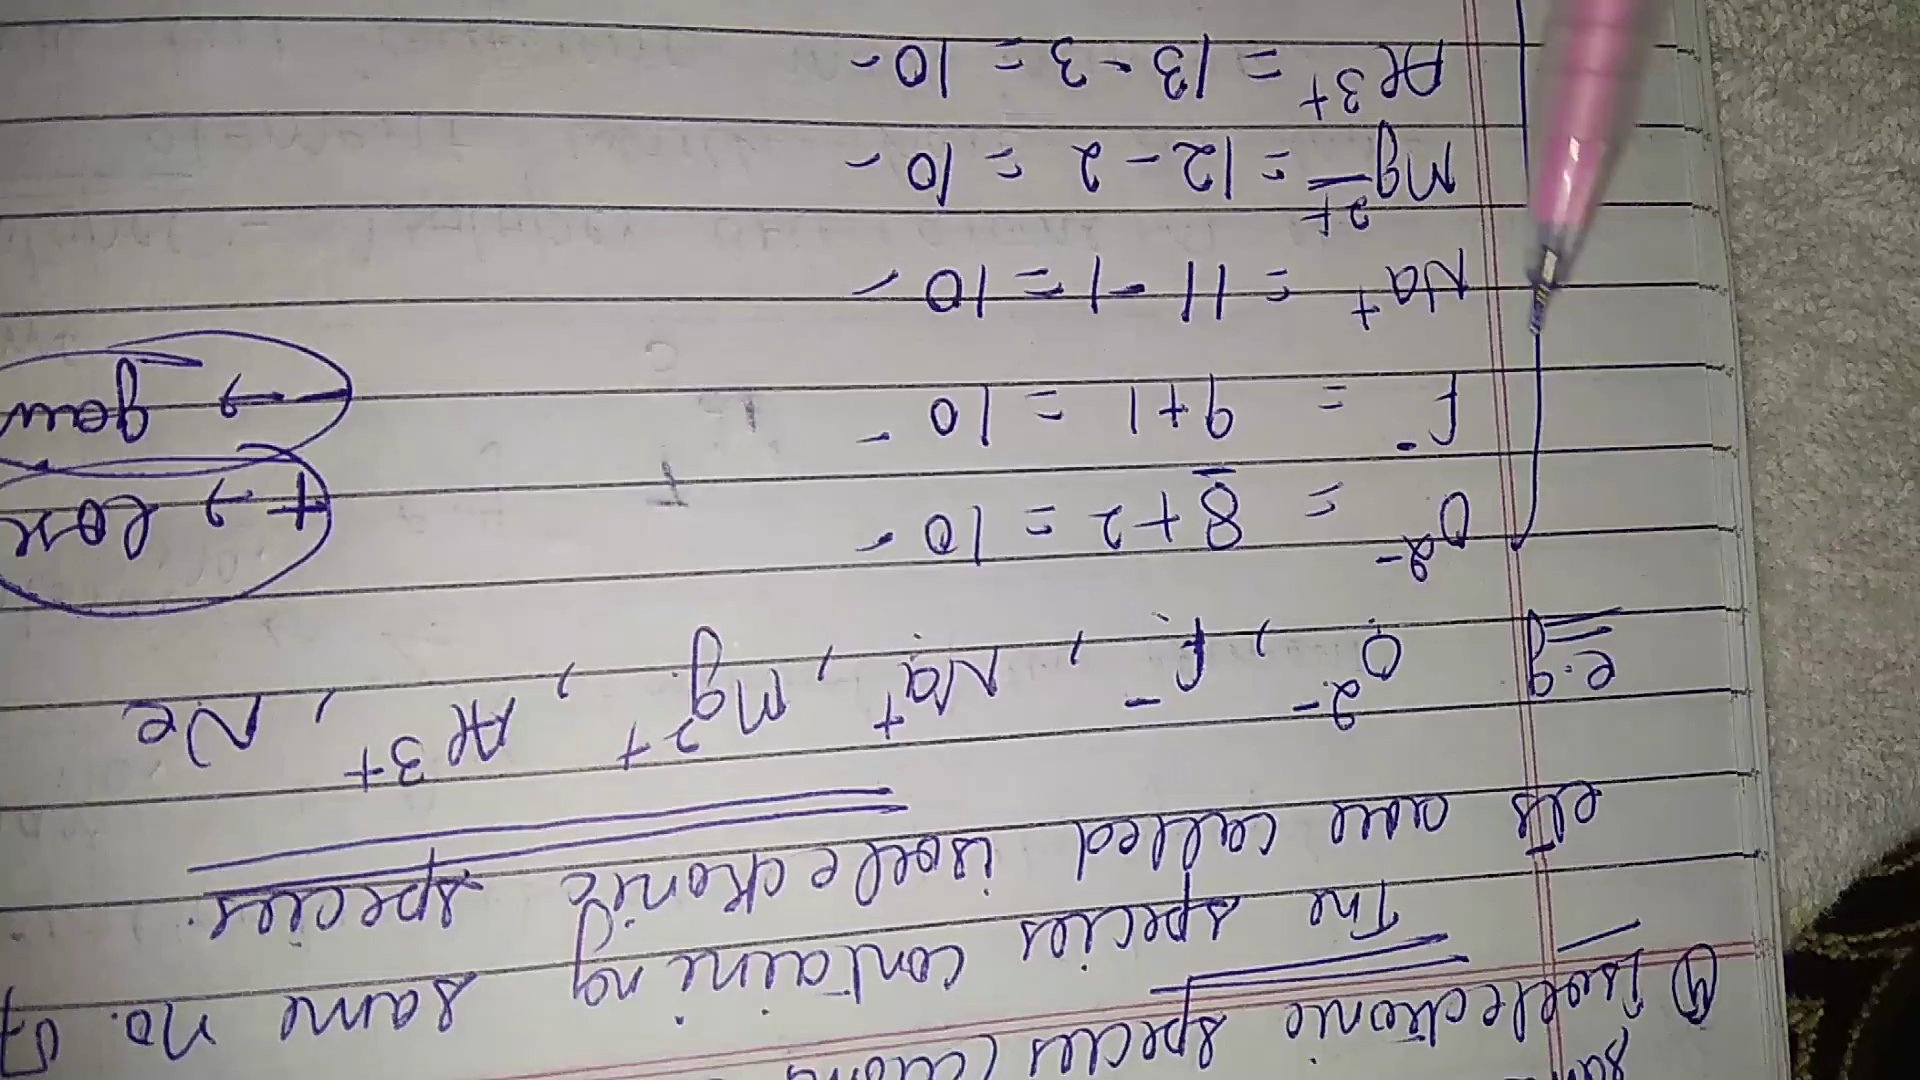 ④ Isoelectronic species
The species containing same no. of
e⁻s are called isoelectronic species.
e.g O²⁻, F⁻, Na⁺, Mg²⁺, Al³⁺, Ne
O²⁻ = 8+2 = 10
F⁻ = 9+1 = 10
Na⁺ = 11-1 = 10
Mg²⁺ = 12-2 = 10
Al³⁺ = 13-3 = 10
+ → lose
- → gain